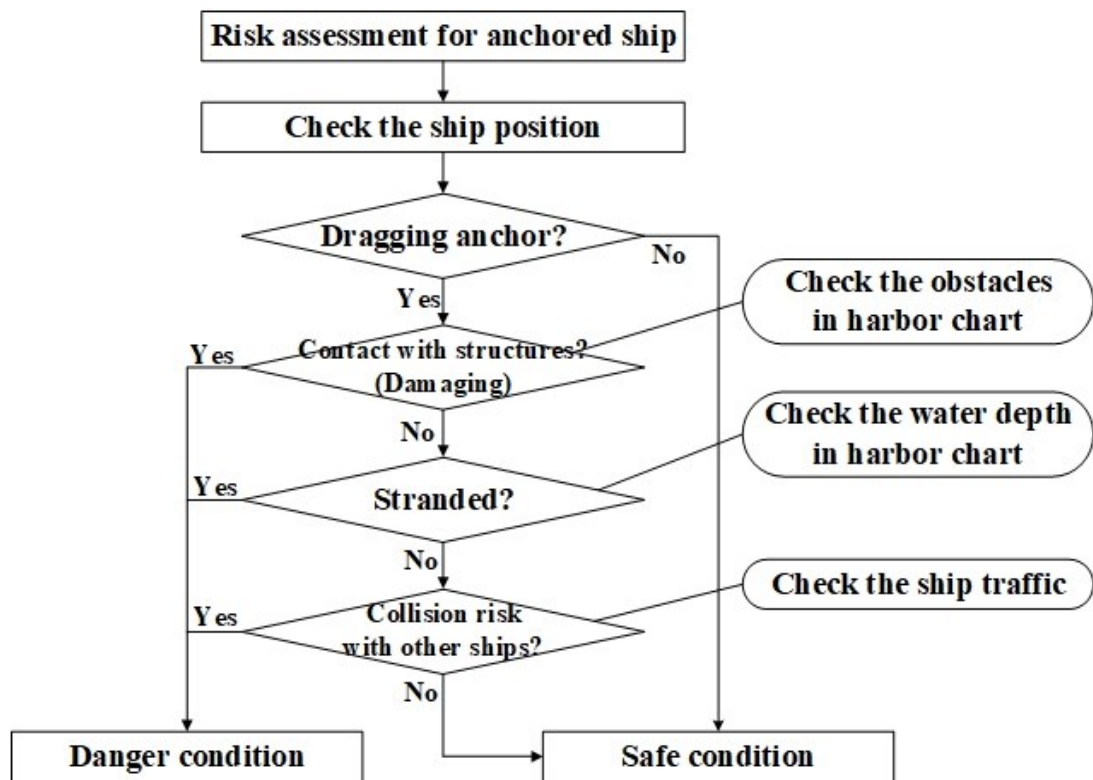 Risk assessment for anchored ship
Check the ship position
Dragging anchor?
No
Yes
Check the obstacles
in harbor chart
Yes
Contact with structures?
(Damaging)
No
Check the water depth
in harbor chart
Yes
Stranded?
No
Check the ship traffic
Yes
Collision risk
with other ships?
No
Danger condition
Safe condition